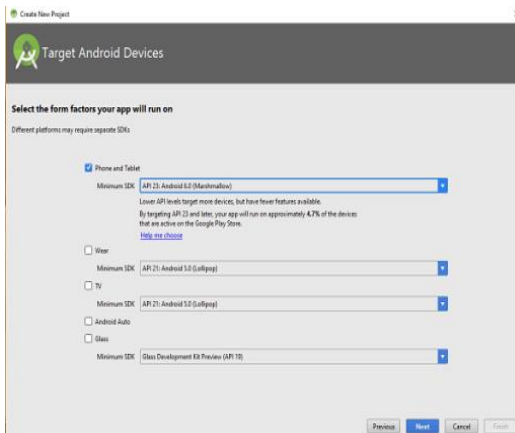 Create New Project
Target Android Devices
Select the form factors your app will run on
Different platforms may require separate SDKs
Phone and Tablet
Minimum SDK API 23: Android 6.0 (Marshmallow)
Lower API levels target more devices, but have fewer features available.
By targeting API 23 and later, your app will run on approximately 4.7% of the devices
that are active on the Google Play Store.
Help me choose
Wear
Minimum SDK API 21: Android 5.0 (Lollipop)
TV
Minimum SDK API 21: Android 5.0 (Lollipop)
Android Auto
Glass
Minimum SDK Glass Development Kit Preview (API 19)
Previous Next Cancel Finish